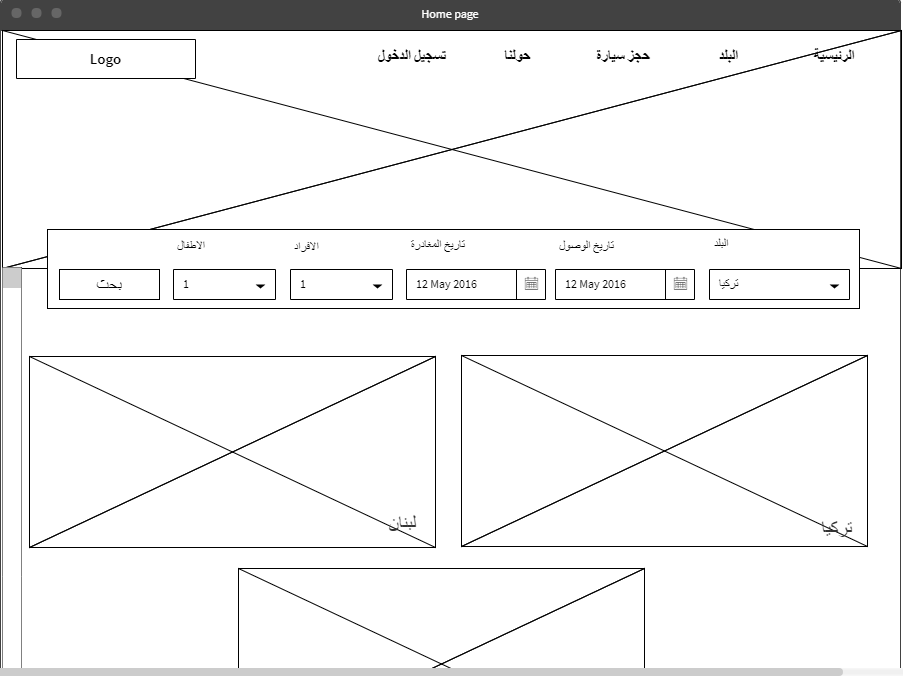 Home page
Logo
الرئيسية
البلد
حجز سيارة
حولنا
تسجيل الدخول
البلد
تاريخ الوصول
تاريخ المغادرة
الافراد
الاطفال
تركيا
12 May 2016
12 May 2016
1
1
بحث
تركيا
لبنان